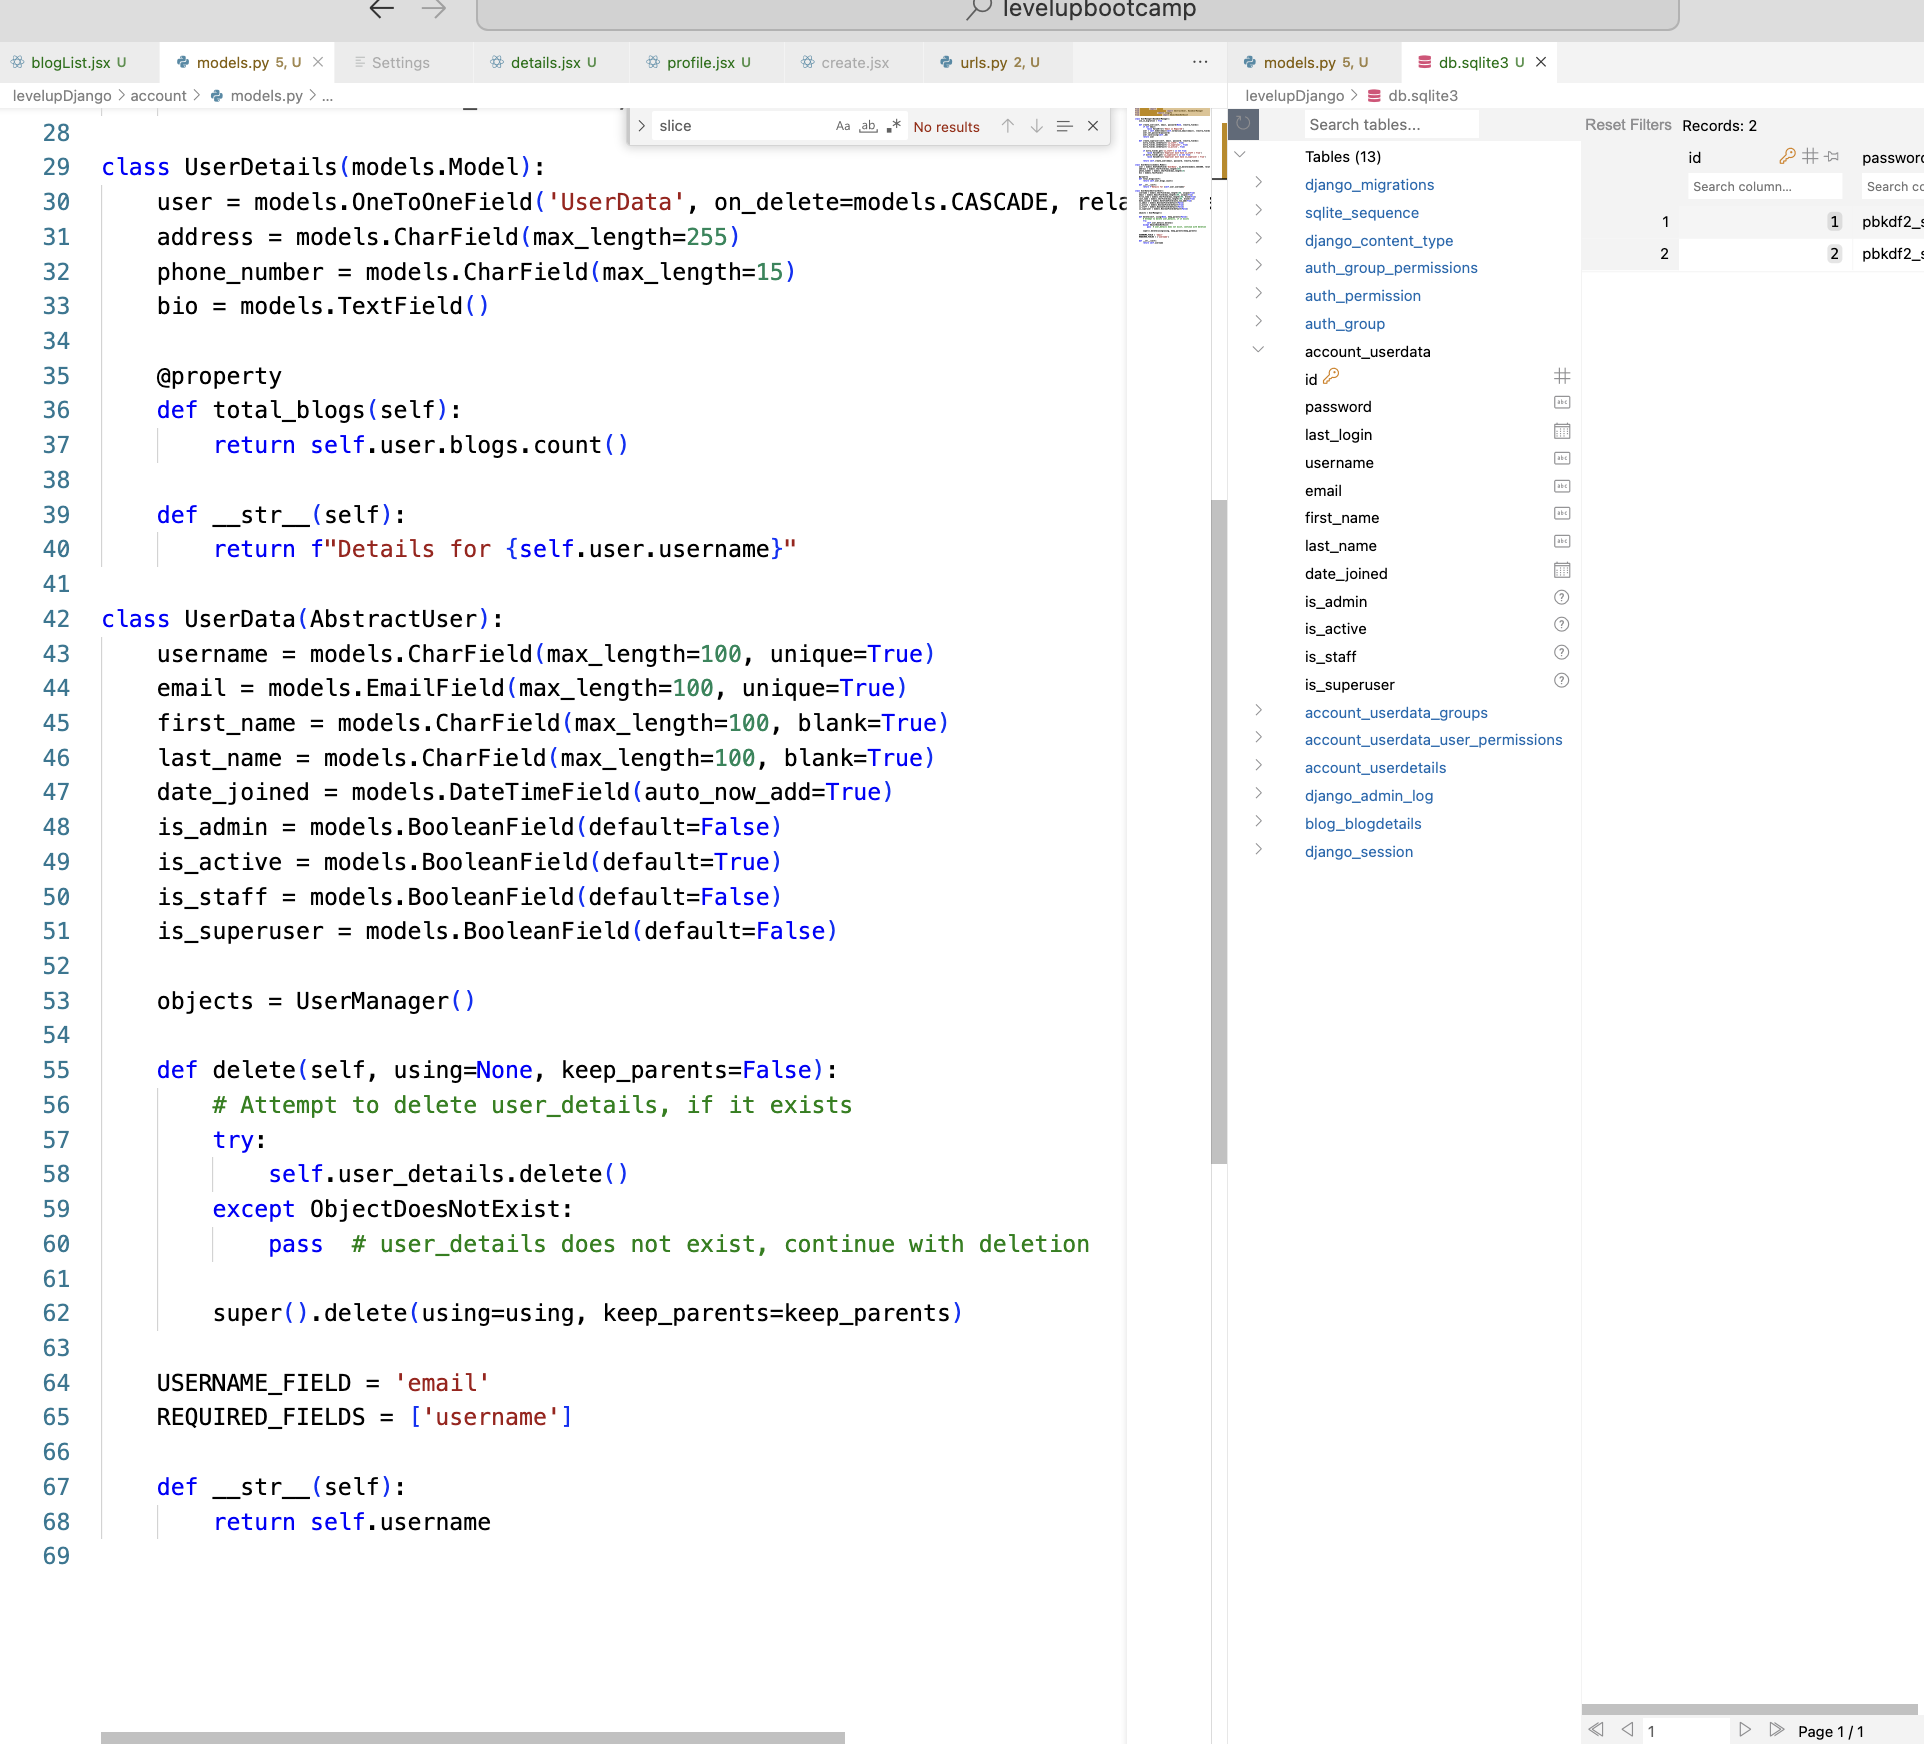 levelupbootcamp
blogList.jsx U
models.py 5, U
Settings
details.jsx U
profile.jsx U
create.jsx
urls.py 2, U
...
models.py 5, U
db.sqlite3 U
levelupDjango > account > models.py > ...
levelupDjango > db.sqlite3
slice
Aa
ab
No results
28
29 class UserDetails(models.Model):
30 user = models.OneToOneField('UserData', on_delete=models.CASCADE, rela
31 address = models.CharField(max_length=255)
32 phone_number = models.CharField(max_length=15)
33 bio = models.TextField()
34
35 @property
36 def total_blogs(self):
37 return self.user.blogs.count()
38
39 def __str__(self):
40 return f"Details for {self.user.username}"
41
42 class UserData(AbstractUser):
43 username = models.CharField(max_length=100, unique=True)
44 email = models.EmailField(max_length=100, unique=True)
45 first_name = models.CharField(max_length=100, blank=True)
46 last_name = models.CharField(max_length=100, blank=True)
47 date_joined = models.DateTimeField(auto_now_add=True)
48 is_admin = models.BooleanField(default=False)
49 is_active = models.BooleanField(default=True)
50 is_staff = models.BooleanField(default=False)
51 is_superuser = models.BooleanField(default=False)
52
53 objects = UserManager()
54
55 def delete(self, using=None, keep_parents=False):
56 # Attempt to delete user_details, if it exists
57 try:
58 self.user_details.delete()
59 except ObjectDoesNotExist:
60 pass  # user_details does not exist, continue with deletion
61
62 super().delete(using=using, keep_parents=keep_parents)
63
64 USERNAME_FIELD = 'email'
65 REQUIRED_FIELDS = ['username']
66
67 def __str__(self):
68 return self.username
69
Search tables...
Tables (13)
django_migrations
sqlite_sequence
django_content_type
auth_group_permissions
auth_permission
auth_group
account_userdata
id
password
last_login
username
email
first_name
last_name
date_joined
is_admin
is_active
is_staff
is_superuser
account_userdata_groups
account_userdata_user_permissions
account_userdetails
django_admin_log
blog_blogdetails
django_session
Reset Filters Records: 2
id password
Search column... Search co
1 1 pbkdf2_s
2 2 pbkdf2_s
1 Page 1 / 1